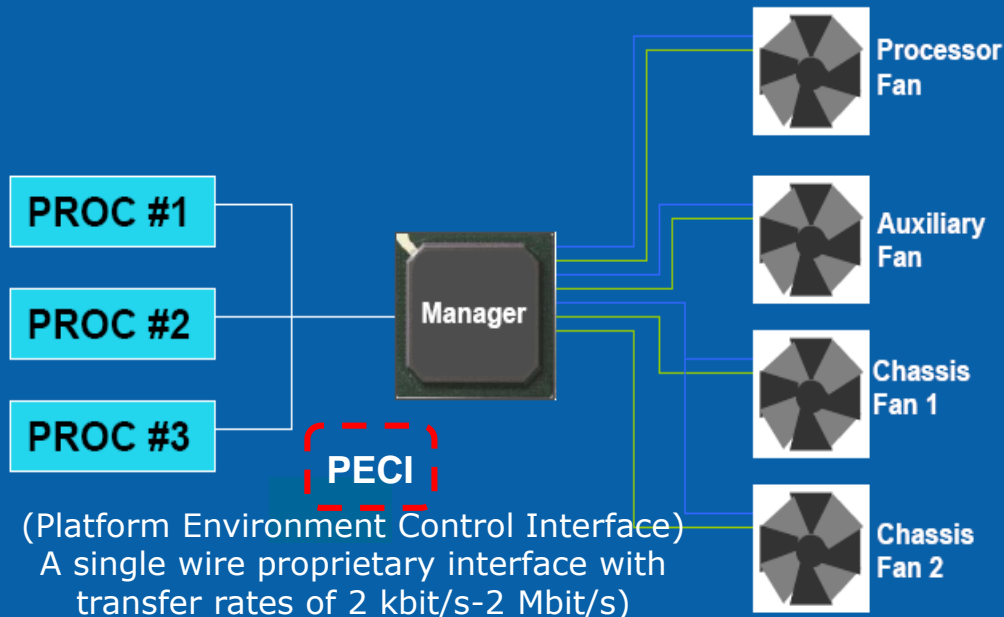 PROC #1
PROC #2
PROC #3
Manager
Processor
Fan
Auxiliary
Fan
Chassis
Fan 1
Chassis
Fan 2
PECI
(Platform Environment Control Interface)
A single wire proprietary interface with
transfer rates of 2 kbit/s-2 Mbit/s)